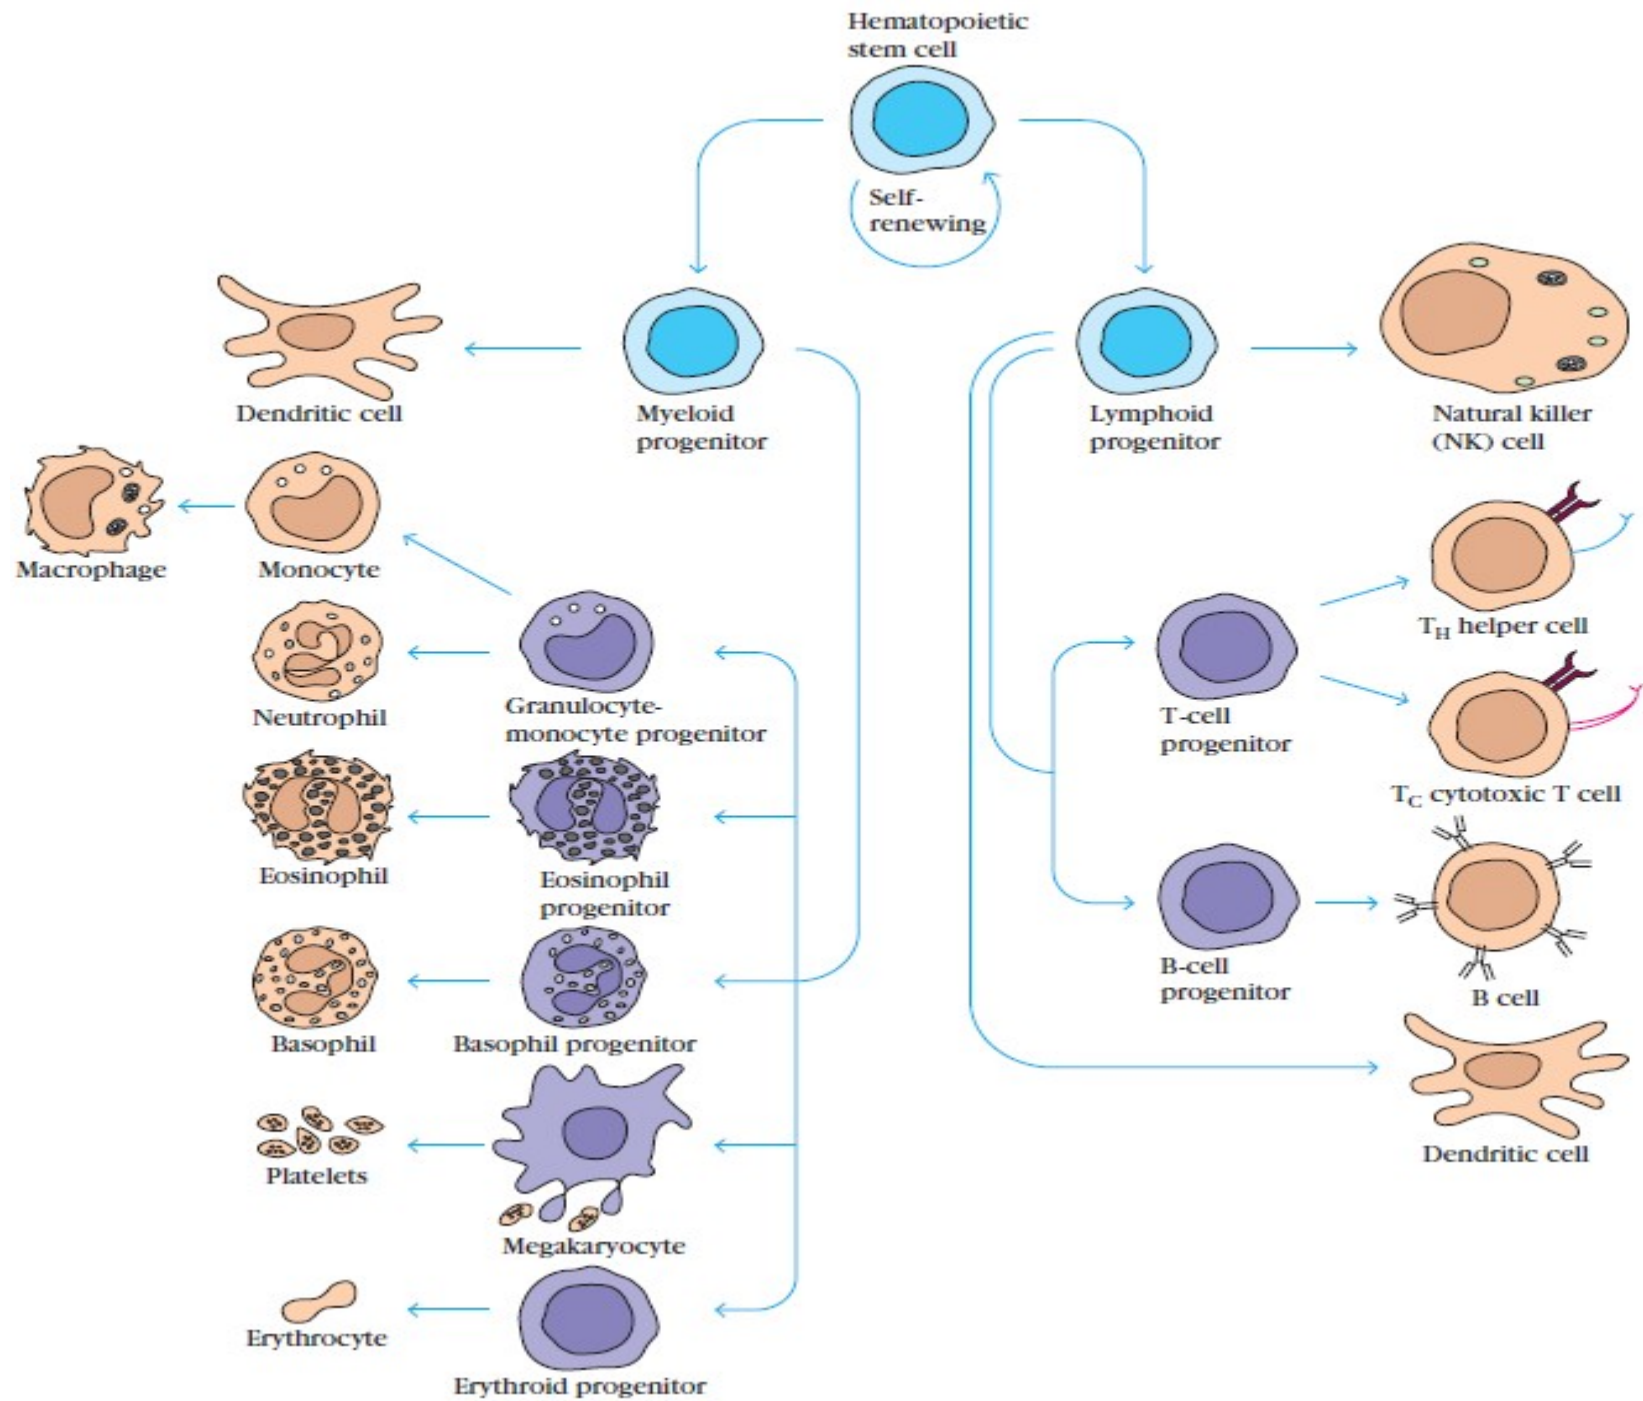 Hematopoietic
stem cell
Self-
renewing
Dendritic cell
Myeloid
progenitor
Lymphoid
progenitor
Natural killer
(NK) cell
Macrophage
Monocyte
TH helper cell
Neutrophil
Granulocyte-
monocyte progenitor
T-cell
progenitor
TC cytotoxic T cell
Eosinophil
Eosinophil
progenitor
B-cell
progenitor
B cell
Basophil
Basophil progenitor
Dendritic cell
Platelets
Megakaryocyte
Erythrocyte
Erythroid progenitor